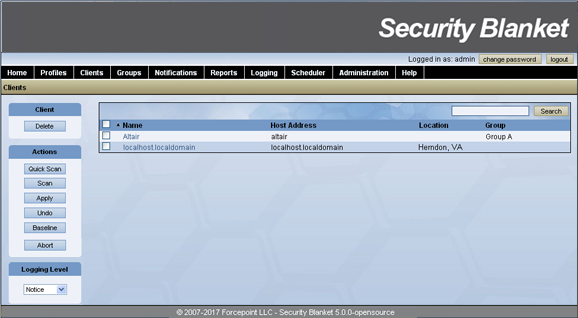 Security Blanket
Logged in as: admin change password logout
Home Profiles Clients Groups Notifications Reports Logging Scheduler Administration Help
Clients
Client
Delete
Actions
Quick Scan
Scan
Apply
Undo
Baseline
Abort
Logging Level
Notice
Search
Name Host Address Location Group
Altair altair Group A
localhost.localdomain localhost.localdomain Herndon, VA
© 2007-2017 Forcepoint LLC - Security Blanket 5.0.0-opensource